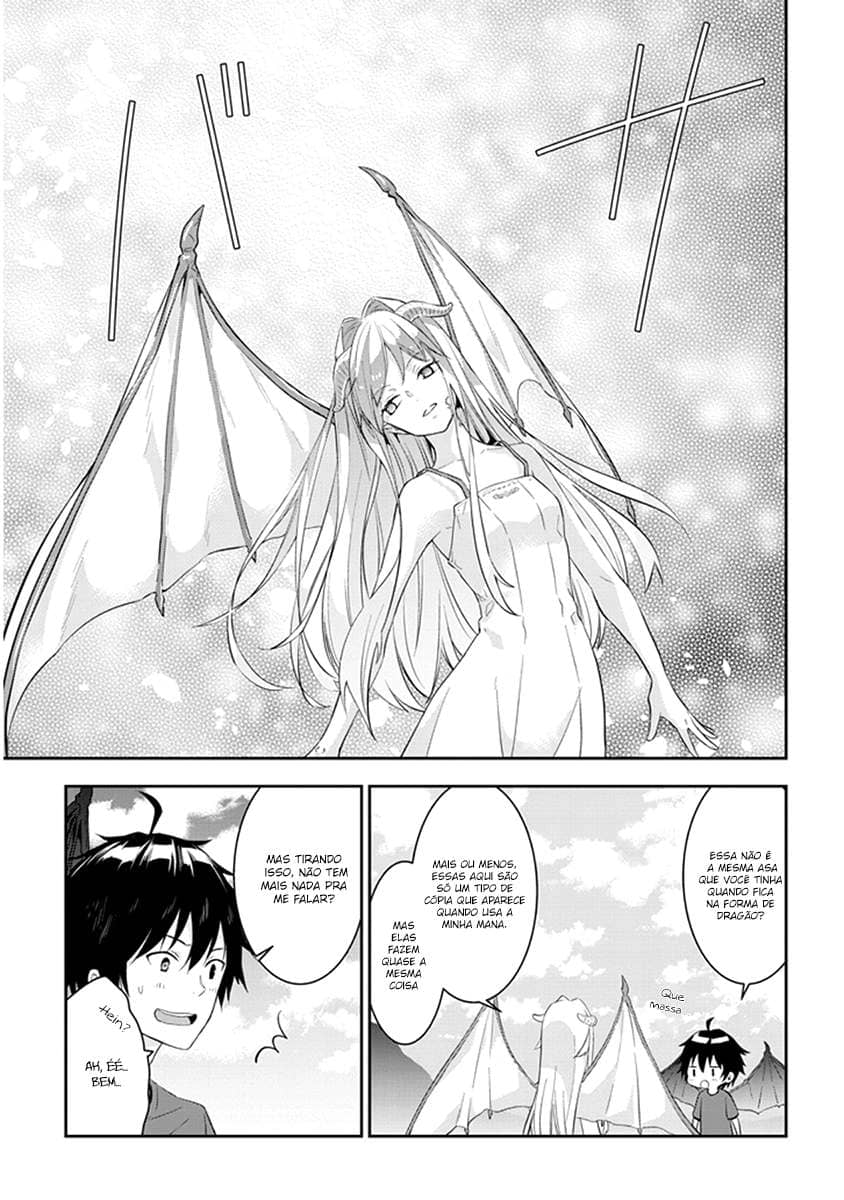 サ
バ
ESSA NÃO É
A MESMA ASA
QUE VOCÊ TINHA
QUANDO FICA
NA FORMA DE
DRAGÃO?
Que
massa...
MAIS OU MENOS,
ESSAS AQUI SÃO
SÓ UM TIPO DE
CÓPIA QUE APARECE
QUANDO USA A
MINHA MANA.
MAS
ELAS
FAZEM
QUASE A
MESMA
COISA
MAS TIRANDO
ISSO, NÃO TEM
MAIS NADA PRA
ME FALAR?
Hein?
AH, ÉÉ...
BEM...